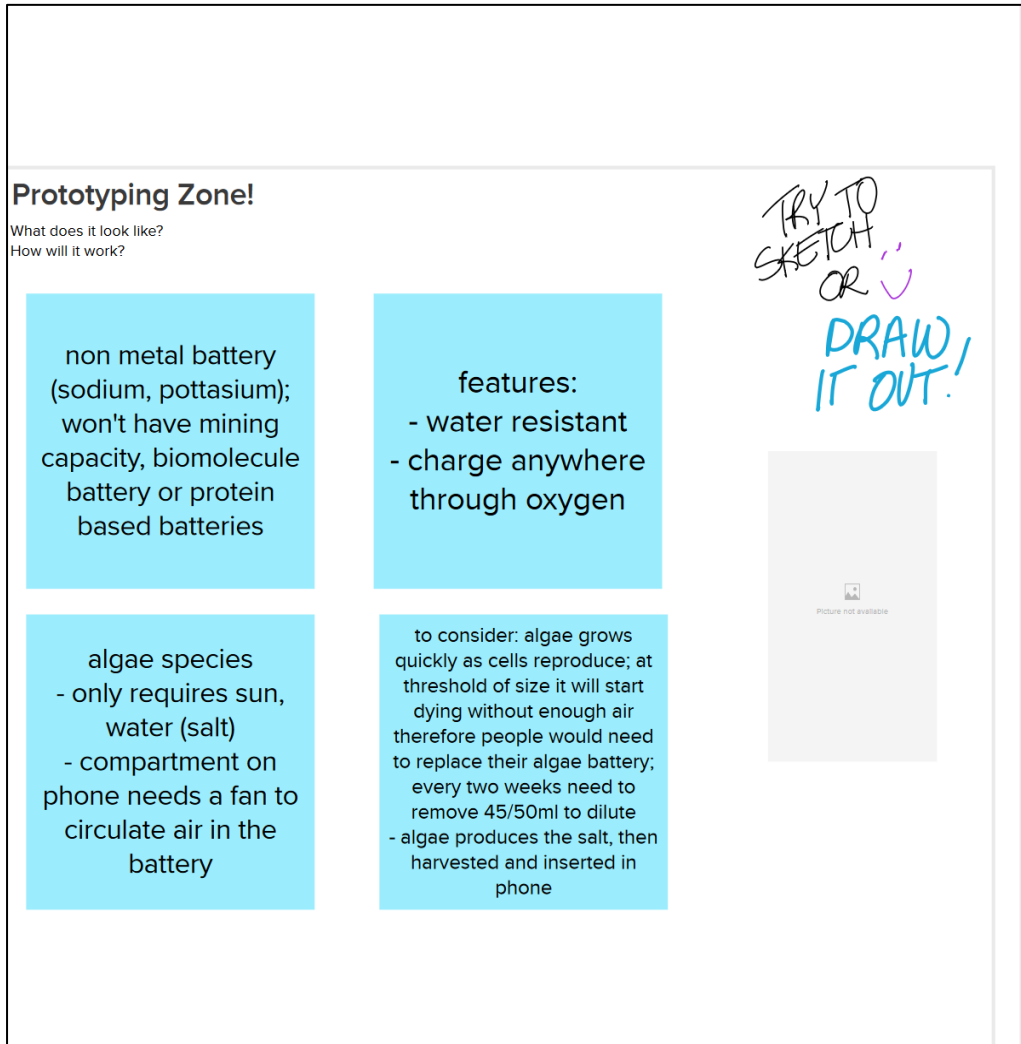 Prototyping Zone!
What does it look like?
How will it work?
TRY TO
SKETCH
OR
DRAW
IT OUT!
non metal battery
(sodium, pottasium);
won't have mining
capacity, biomolecule
battery or protein
based batteries
features:
- water resistant
- charge anywhere
through oxygen
algae species
- only requires sun,
water (salt)
- compartment on
phone needs a fan to
circulate air in the
battery
to consider: algae grows
quickly as cells reproduce; at
threshold of size it will start
dying without enough air
therefore people would need
to replace their algae battery;
every two weeks need to
remove 45/50ml to dilute
- algae produces the salt, then
harvested and inserted in
phone
Picture not available